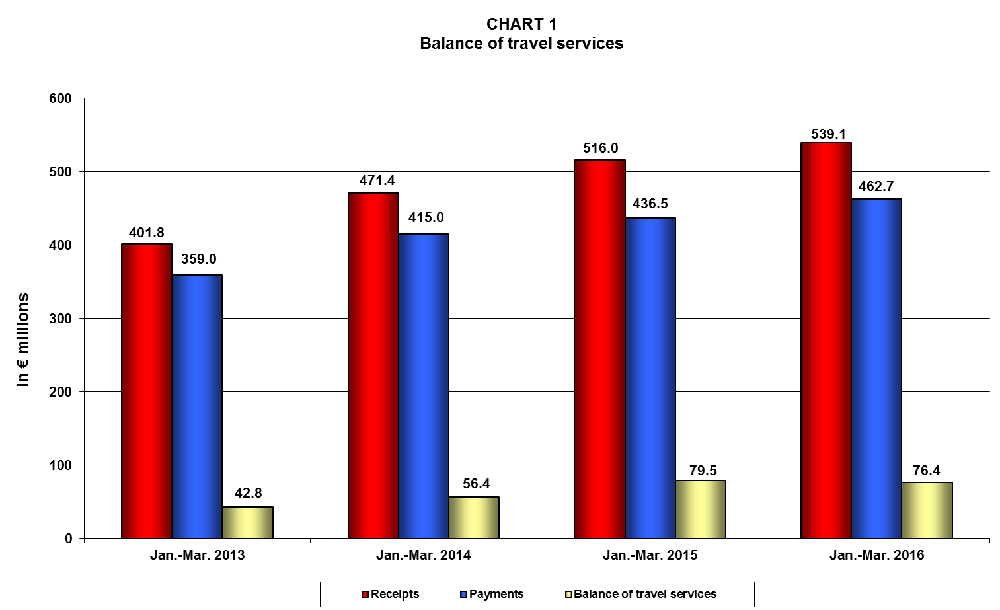 CHART 1
Balance of travel services
in € millions
600
500
400
300
200
100
0
401.8
359.0
42.8
471.4
415.0
56.4
516.0
436.5
79.5
539.1
462.7
76.4
Jan.-Mar. 2013
Jan.-Mar. 2014
Jan.-Mar. 2015
Jan.-Mar. 2016
Receipts
Payments
Balance of travel services